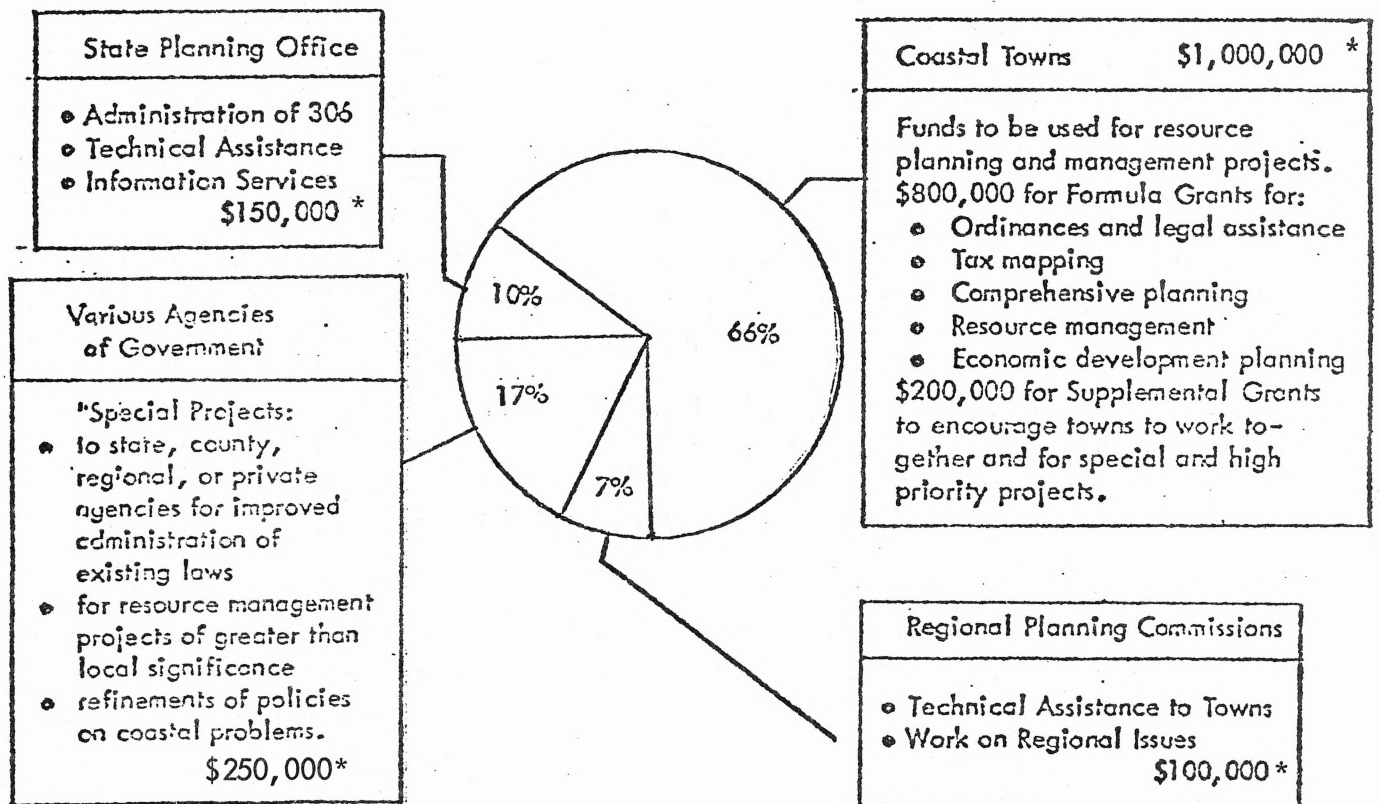 State Planning Office
• Administration of 306
• Technical Assistance
• Information Services
$150,000 *
Various Agencies
of Government
"Special Projects:
• to state, county,
regional, or private
agencies for improved
administration of
existing laws
• for resource management
projects of greater than
local significance
• refinements of policies
on coastal problems.
$250,000*
10%
17%
7%
66%
Coastal Towns $1,000,000 *
Funds to be used for resource
planning and management projects.
$800,000 for Formula Grants for:
• Ordinances and legal assistance
• Tax mapping
• Comprehensive planning
• Resource management
• Economic development planning
$200,000 for Supplemental Grants
to encourage towns to work to-
gether and for special and high
priority projects.
Regional Planning Commissions
• Technical Assistance to Towns
• Work on Regional Issues
$100,000 *